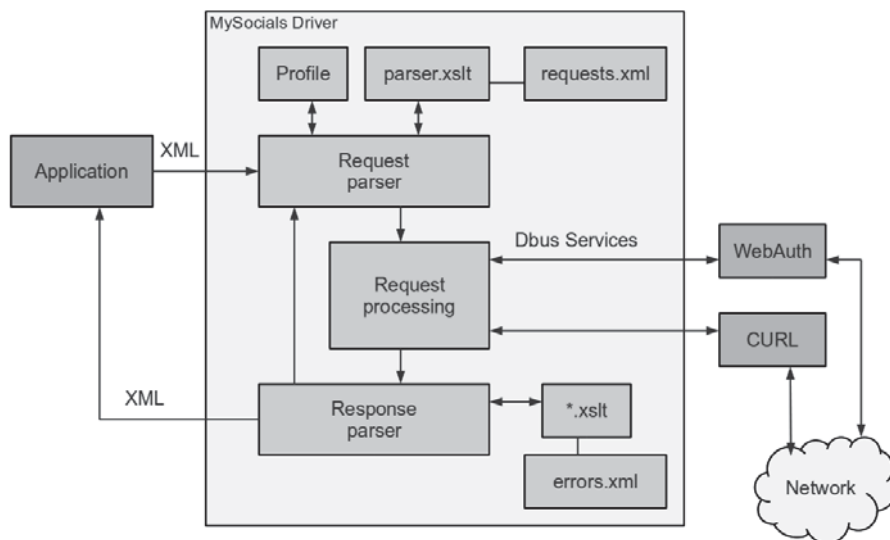 MySocials Driver
Profile
parser.xslt
requests.xml
XML
Application
Request
parser
Dbus Services
WebAuth
Request
processing
CURL
XML
Response
parser
*.xslt
errors.xml
Network